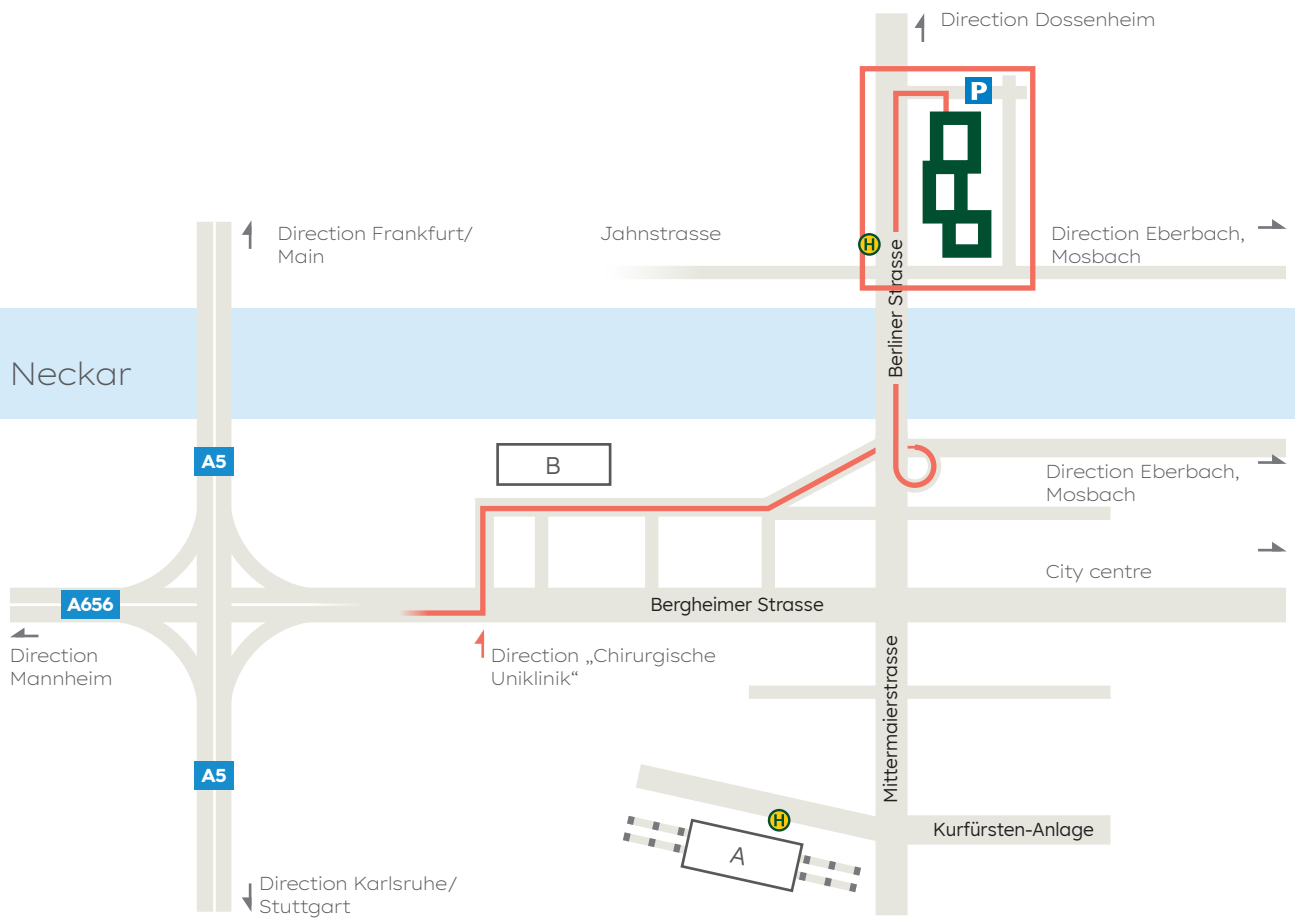 Direction Dossenheim
P
Direction Frankfurt/
Main
Jahnstrasse
H
Berliner Strasse
Direction Eberbach,
Mosbach
Neckar
A5
B
Direction Eberbach,
Mosbach
City centre
A656
Bergheimer Strasse
Direction
Mannheim
Direction „Chirurgische
Uniklinik“
Mittermaierstrasse
A5
H
Kurfürsten-Anlage
A
Direction Karlsruhe/
Stuttgart